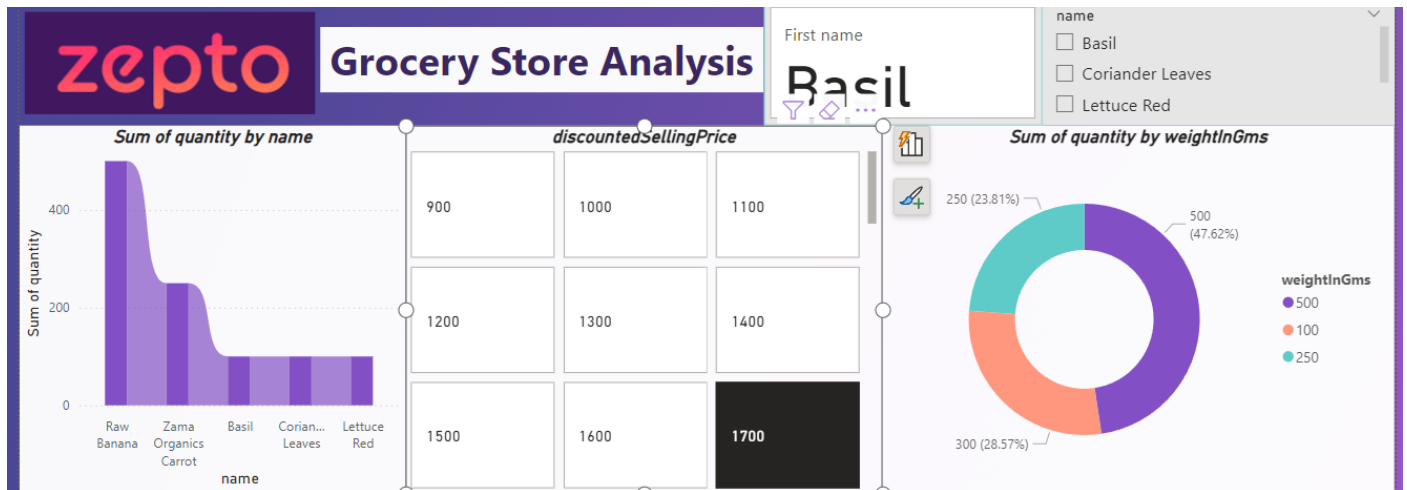 zepto
Grocery Store Analysis
First name
Basil
name
Basil
Coriander Leaves
Lettuce Red
Sum of quantity by name
Sum of quantity
400
200
0
Raw
Banana
Zama
Organics
Carrot
Basil
Corian...
Leaves
Lettuce
Red
name
discountedSellingPrice
900
1000
1100
1200
1300
1400
1500
1600
1700
Sum of quantity by weightInGms
250 (23.81%)
500
(47.62%)
300 (28.57%)
weightInGms
500
100
250